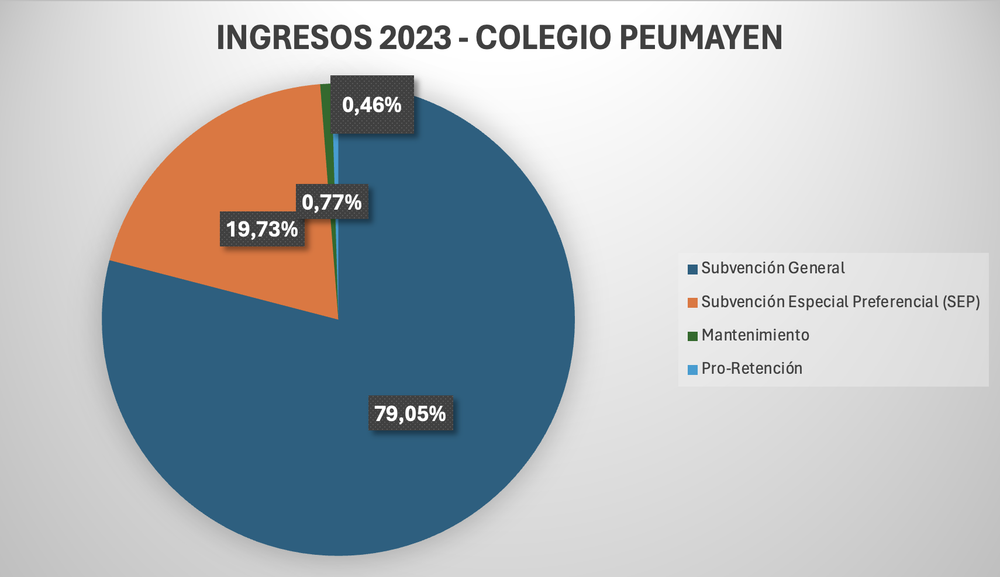 INGRESOS 2023 - COLEGIO PEUMAYEN
0,46%
0,77%
19,73%
79,05%
Subvención General
Subvención Especial Preferencial (SEP)
Mantenimiento
Pro-Retención